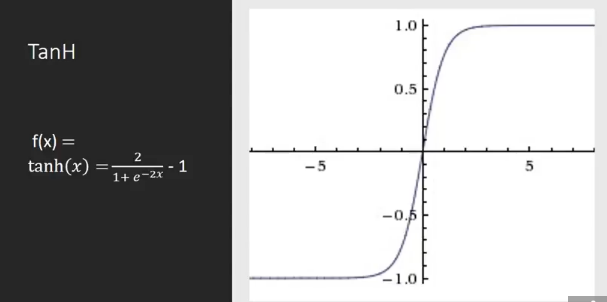 TanH
f(x) =
tanh(x) = 2/(1+ e^−2x) - 1
1.0
0.5
−5
5
−0.5
−1.0